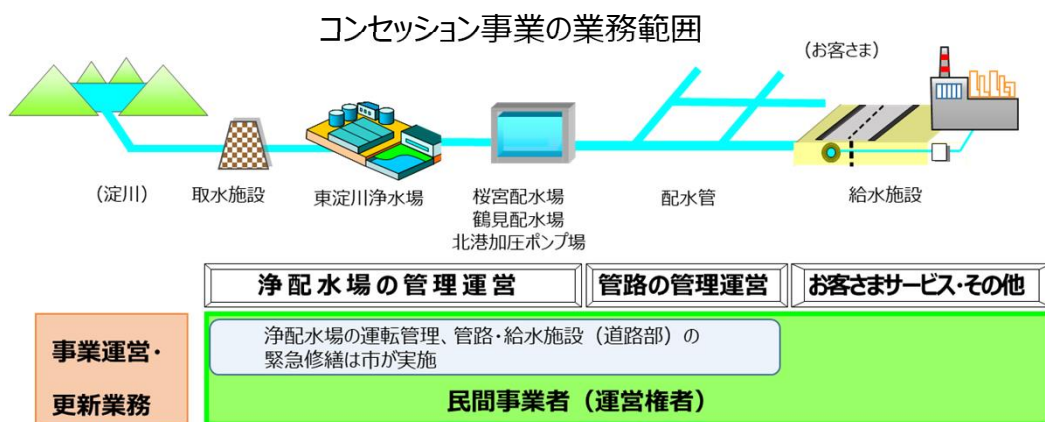 コンセッション事業の業務範囲
(お客さま)
(淀川)
取水施設
東淀川浄水場
桜宮配水場
鶴見配水場
北港加圧ポンプ場
配水管
給水施設
浄配水場の管理運営
管路の管理運営
お客さまサービス・その他
事業運営・
更新業務
浄配水場の運転管理、管路・給水施設(道路部)の
緊急修繕は市が実施
民間事業者(運営権者)